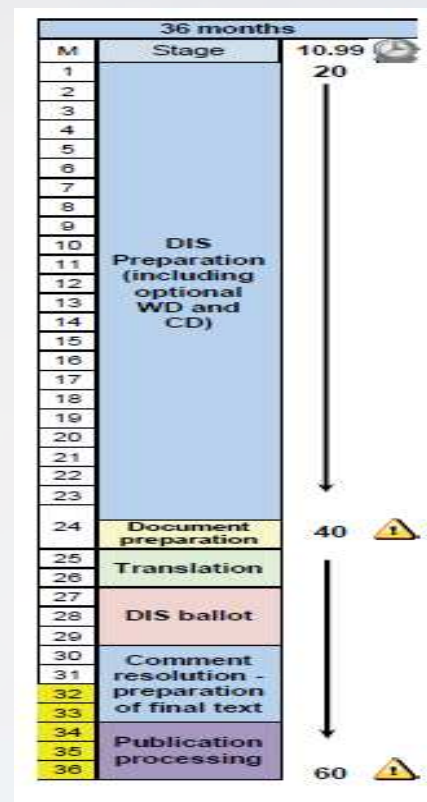 36 months
M Stage 10.99
1 20
2
3
4
5
6
7
8
9
10 DIS
11 Preparation
12 (including
13 optional
14 WD and
CD)
15
16
17
18
19
20
21
22
23
24 Document
preparation 40
25
26 Translation
27
28 DIS ballot
29
30 Comment
31 resolution -
32 preparation
33 of final text
34
35 Publication
36 processing 60